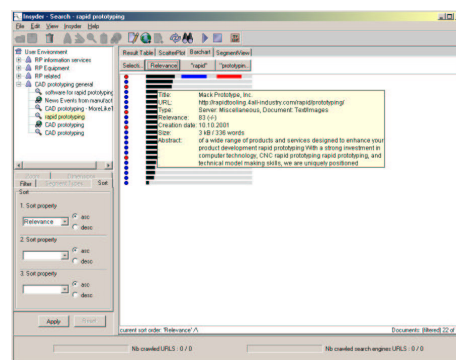 Insyder - Search - rapid prototyping
File Edit View Insyder Help
User Environment
RP information services
RP Equipment
RP related
CAD prototyping general
software for rapid prototyping
News Events from manufact
CAD prototyping - MoreLike1
rapid prototyping
CAD prototyping
CAD prototyping
Result Table ScatterPlot Barchart SegmentView
Selecti... Relevance "rapid" "prototypin...
Title: Mack Prototype, Inc.
URL: http://rapidtooling.4all-industry.com/rapid/prototyping/
Type: Server: Miscellaneous, Document: Text/Images
Relevance: 83 (-/-)
Creation date: 10.10.2001
Size: 3 kB / 338 words
Abstract: of a wide range of products and services designed to enhance your
product development rapid prototyping With a strong investment in
computer technology, CNC rapid prototyping rapid prototyping, and
technical model making skills, we are uniquely positioned
Filter Segment Types Sort
Sort
1. Sort property
Relevance
asc
desc
2. Sort property
asc
desc
3. Sort property
asc
desc
Apply Reset
current sort order: 'Relevance' /\
Documents: (filtered) 22 of
Nb crawled URLS : 0 / 0
Nb crawled search engines URLS : 0 / 0